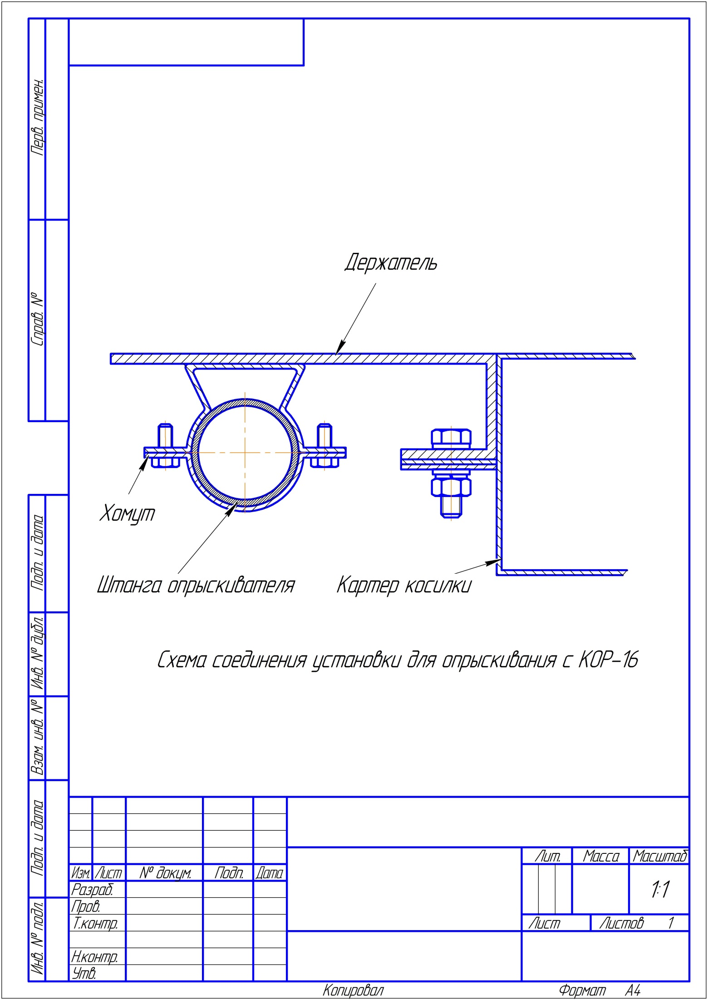 Перв. примен.
Справ. №
Подп. и дата
Инв. № дубл.
Взам. инв. №
Подп. и дата
Инв. № подл.
Держатель
Хомут
Штанга опрыскивателя
Картер косилки
Схема соединения установки для опрыскивания с КОР-16
Лит. Масса Масштаб
Изм. Лист № докум. Подп. Дата
Разраб.
1:1
Пров.
Т.контр.
Лист Листов 1
Н.контр.
Утв.
Копировал Формат А4